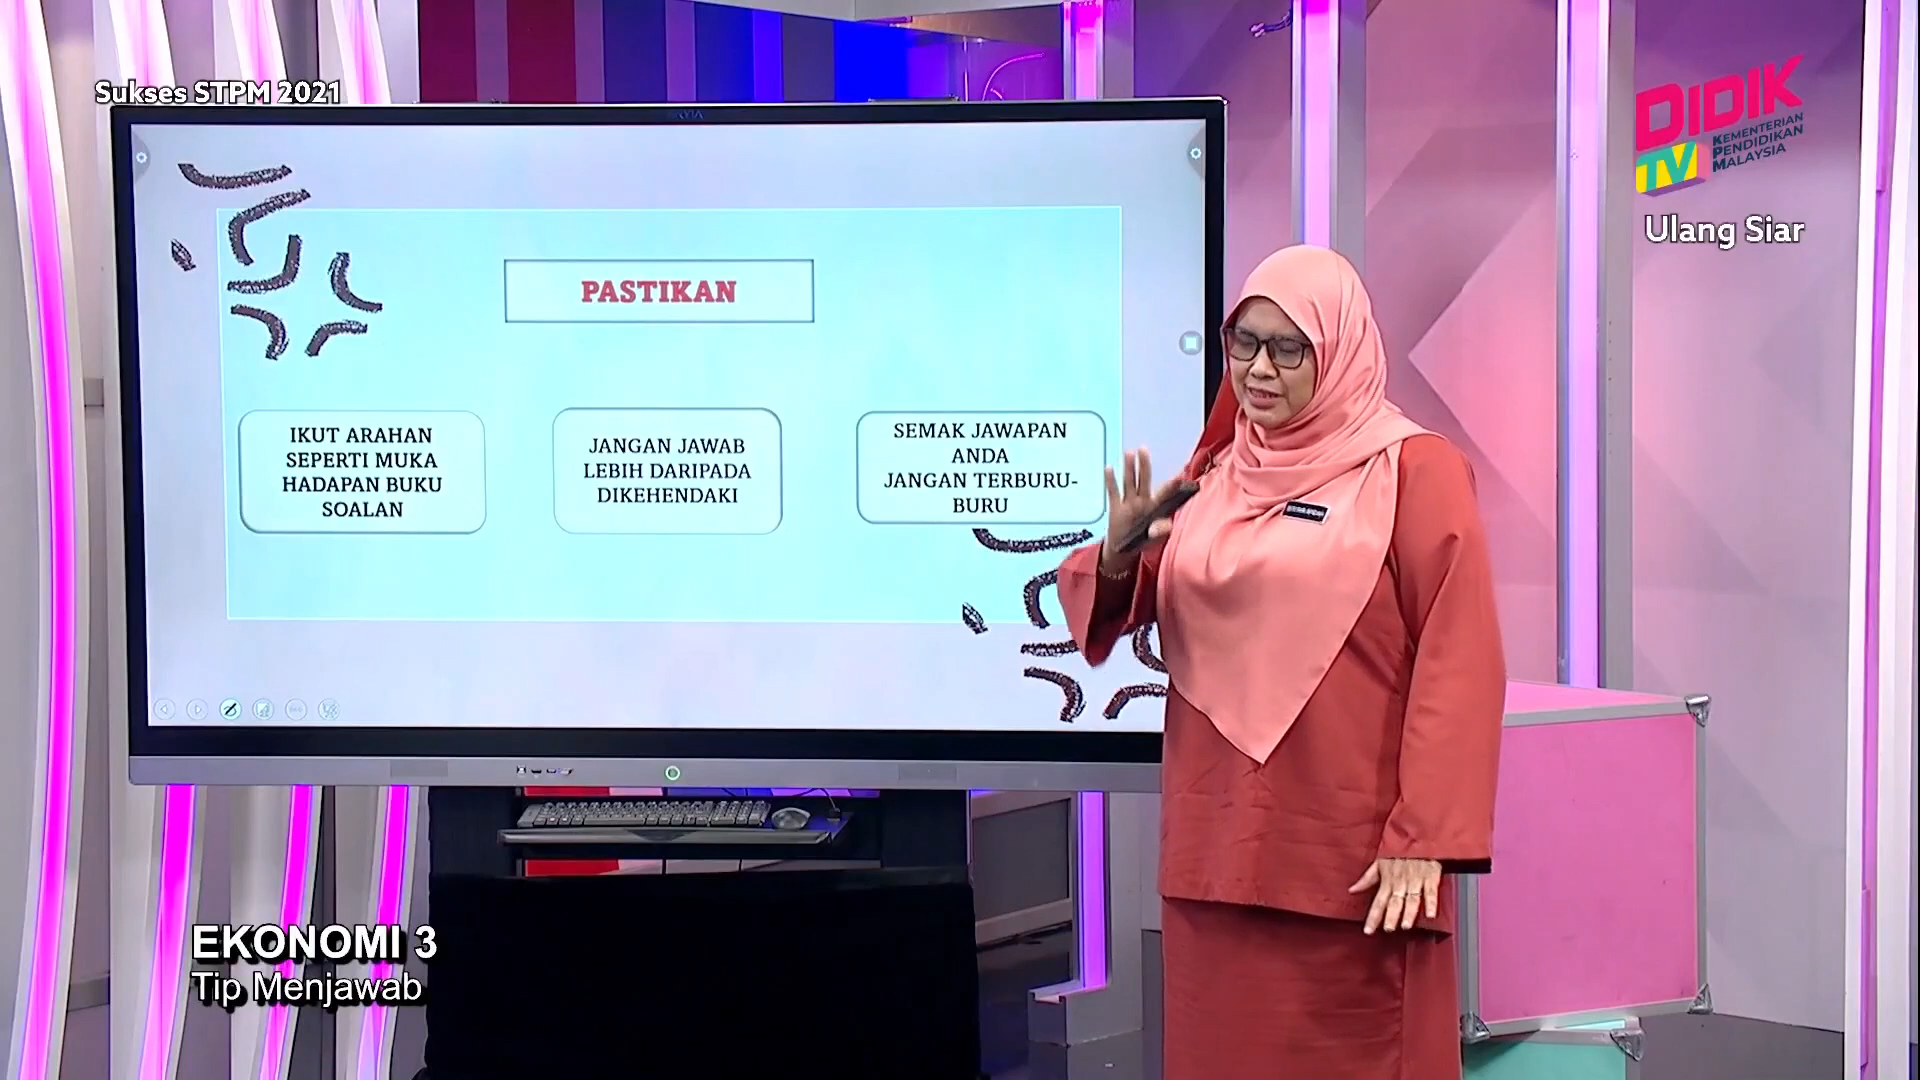 Sukses STPM 2021
DIDIK
TV
KEMENTERIAN
PENDIDIKAN
MALAYSIA
Ulang Siar
PASTIKAN
IKUT ARAHAN
SEPERTI MUKA
HADAPAN BUKU
SOALAN
JANGAN JAWAB
LEBIH DARIPADA
DIKEHENDAKI
SEMAK JAWAPAN
ANDA
JANGAN TERBURU-
BURU
EKONOMI 3
Tip Menjawab